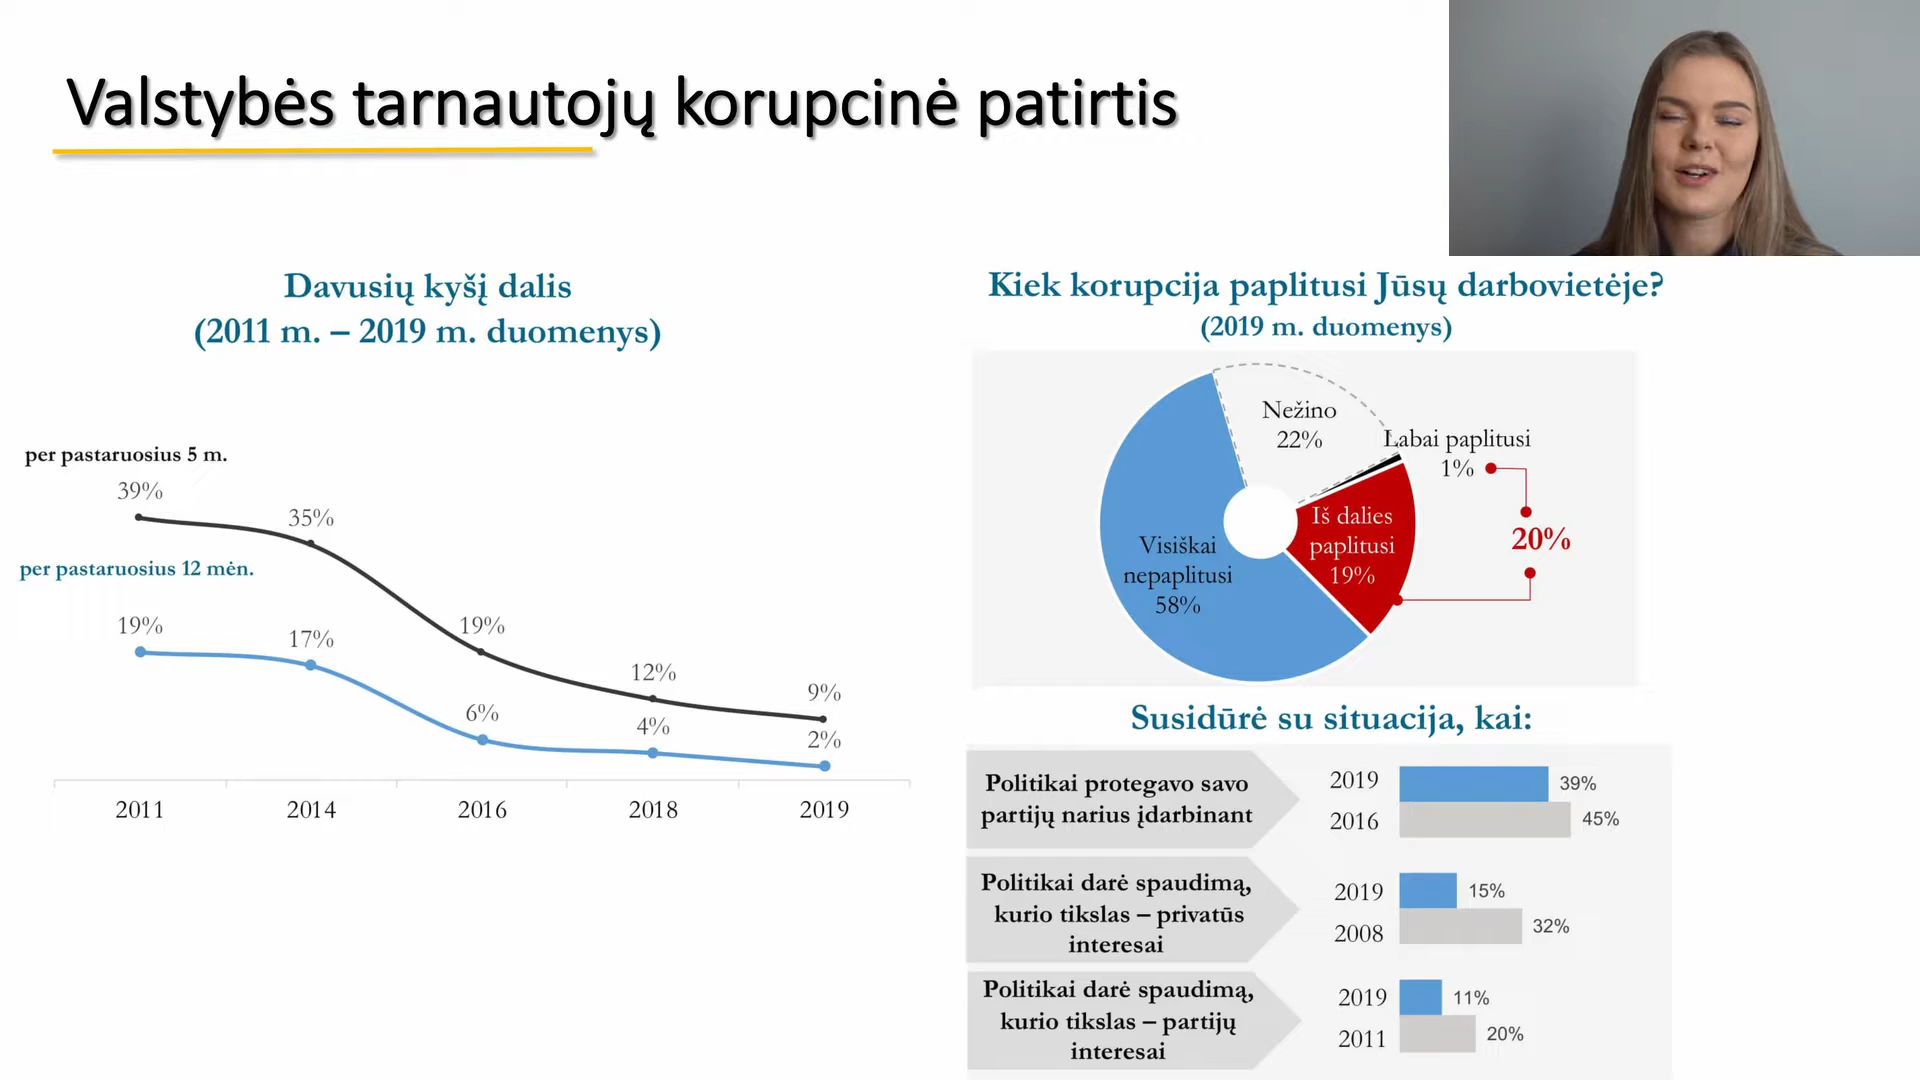 Valstybės tarnautojų korupcinė patirtis
Davusių kyšį dalis
(2011 m. – 2019 m. duomenys)
per pastaruosius 5 m.
39%
35%
19%
12%
9%
per pastaruosius 12 mėn.
19%
17%
6%
4%
2%
2011
2014
2016
2018
2019
Kiek korupcija paplitusi Jūsų darbovietėje?
(2019 m. duomenys)
Nežino
22%
Labai paplitusi
1%
Iš dalies
paplitusi
19%
20%
Visiškai
nepaplitusi
58%
Susidūrė su situacija, kai:
Politikai protegavo savo
partijų narius įdarbinant
2019
39%
2016
45%
Politikai darė spaudimą,
kurio tikslas – privatūs
interesai
2019
15%
2008
32%
Politikai darė spaudimą,
kurio tikslas – partijų
interesai
2019
11%
2011
20%